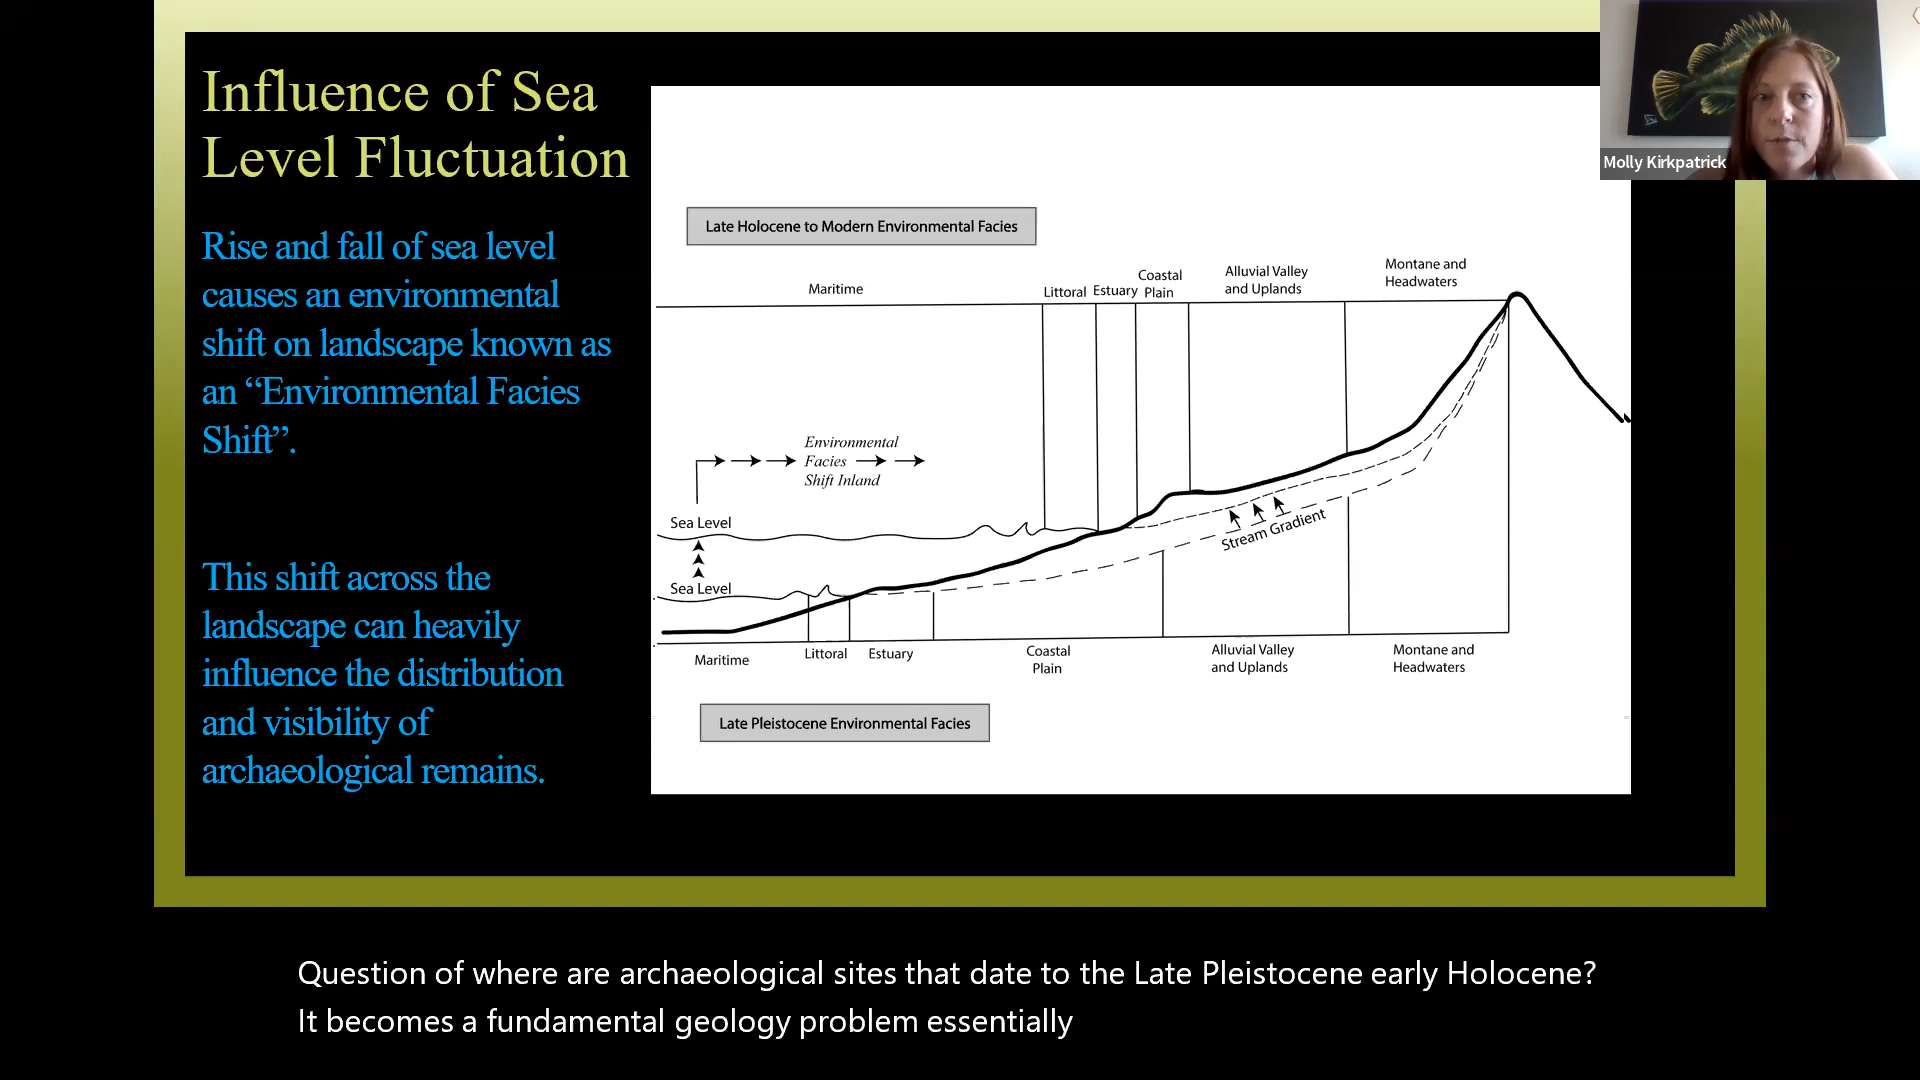 Influence of Sea
Level Fluctuation
Rise and fall of sea level
causes an environmental
shift on landscape known as
an “Environmental Facies
Shift”.
This shift across the
landscape can heavily
influence the distribution
and visibility of
archaeological remains.
Late Holocene to Modern Environmental Facies
Maritime
Littoral
Estuary
Coastal
Plain
Alluvial Valley
and Uplands
Montane and
Headwaters
Environmental
Facies
Shift Inland
Sea Level
Sea Level
Stream Gradient
Maritime
Littoral
Estuary
Coastal
Plain
Alluvial Valley
and Uplands
Montane and
Headwaters
Late Pleistocene Environmental Facies
Molly Kirkpatrick
Question of where are archaeological sites that date to the Late Pleistocene early Holocene?
It becomes a fundamental geology problem essentially